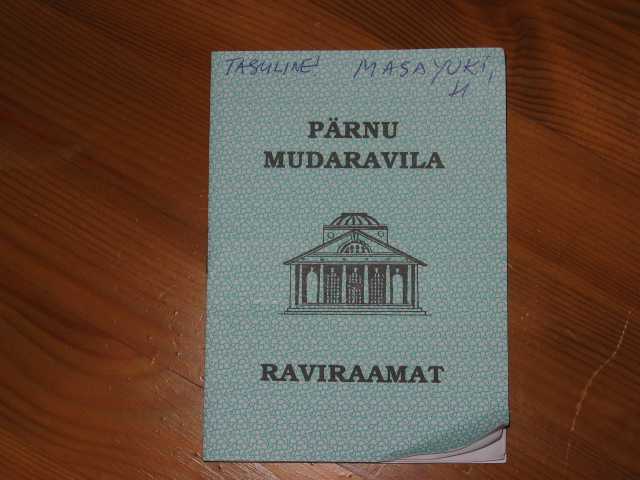 TASULINE! MASAYUKI,
H
PÄRNU
MUDARAVILA
RAVIRAAMAT